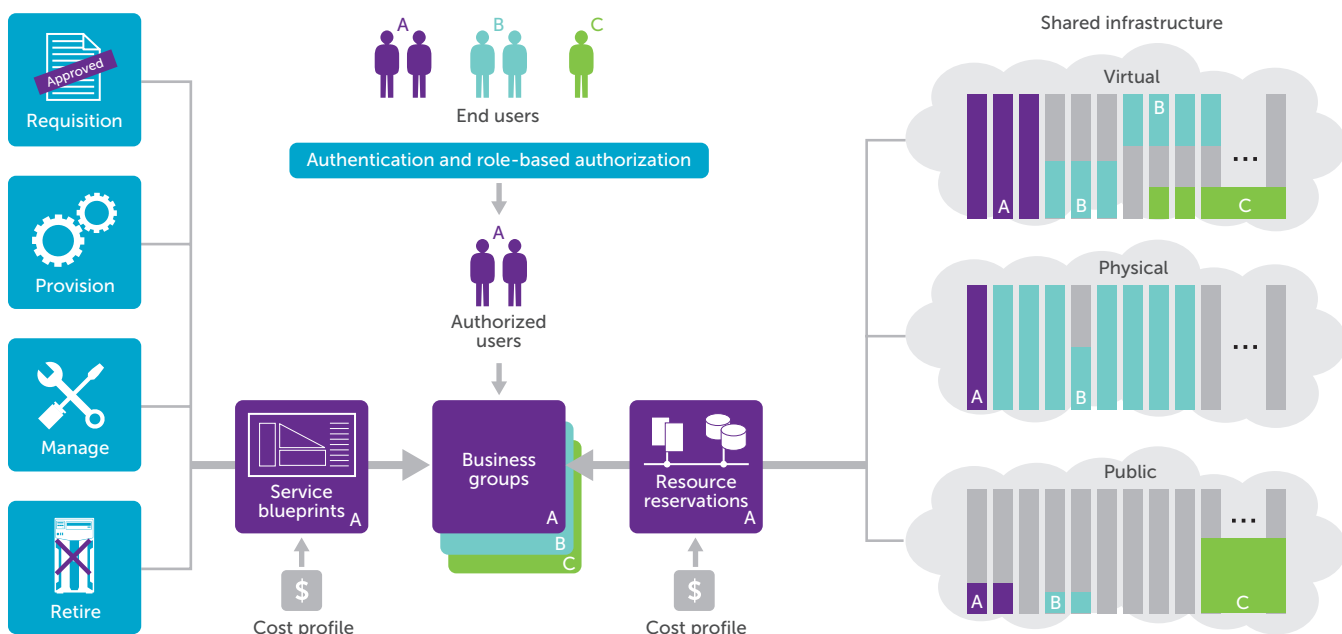 Approved
Requisition
Provision
Manage
Retire
A
B
C
End users
Authentication and role-based authorization
A
Authorized
users
Service
blueprints
A
Business
groups
A
B
C
Resource
reservations
A
$
Cost profile
$
Cost profile
Shared infrastructure
Virtual
B
...
A
B
C
Physical
...
A
B
Public
...
A
B
C